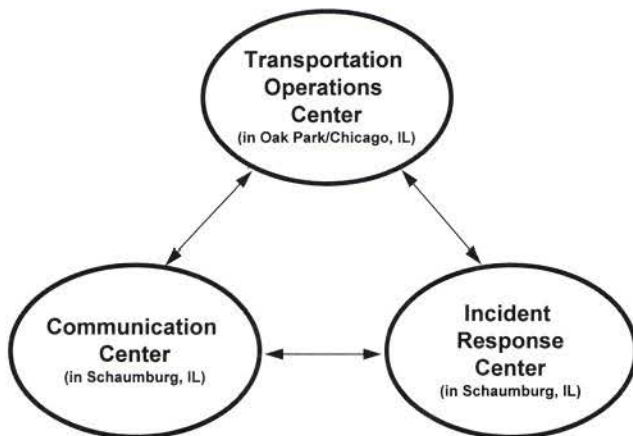 Transportation
Operations
Center
(in Oak Park/Chicago, IL)
Communication
Center
(in Schaumburg, IL)
Incident
Response
Center
(in Schaumburg, IL)